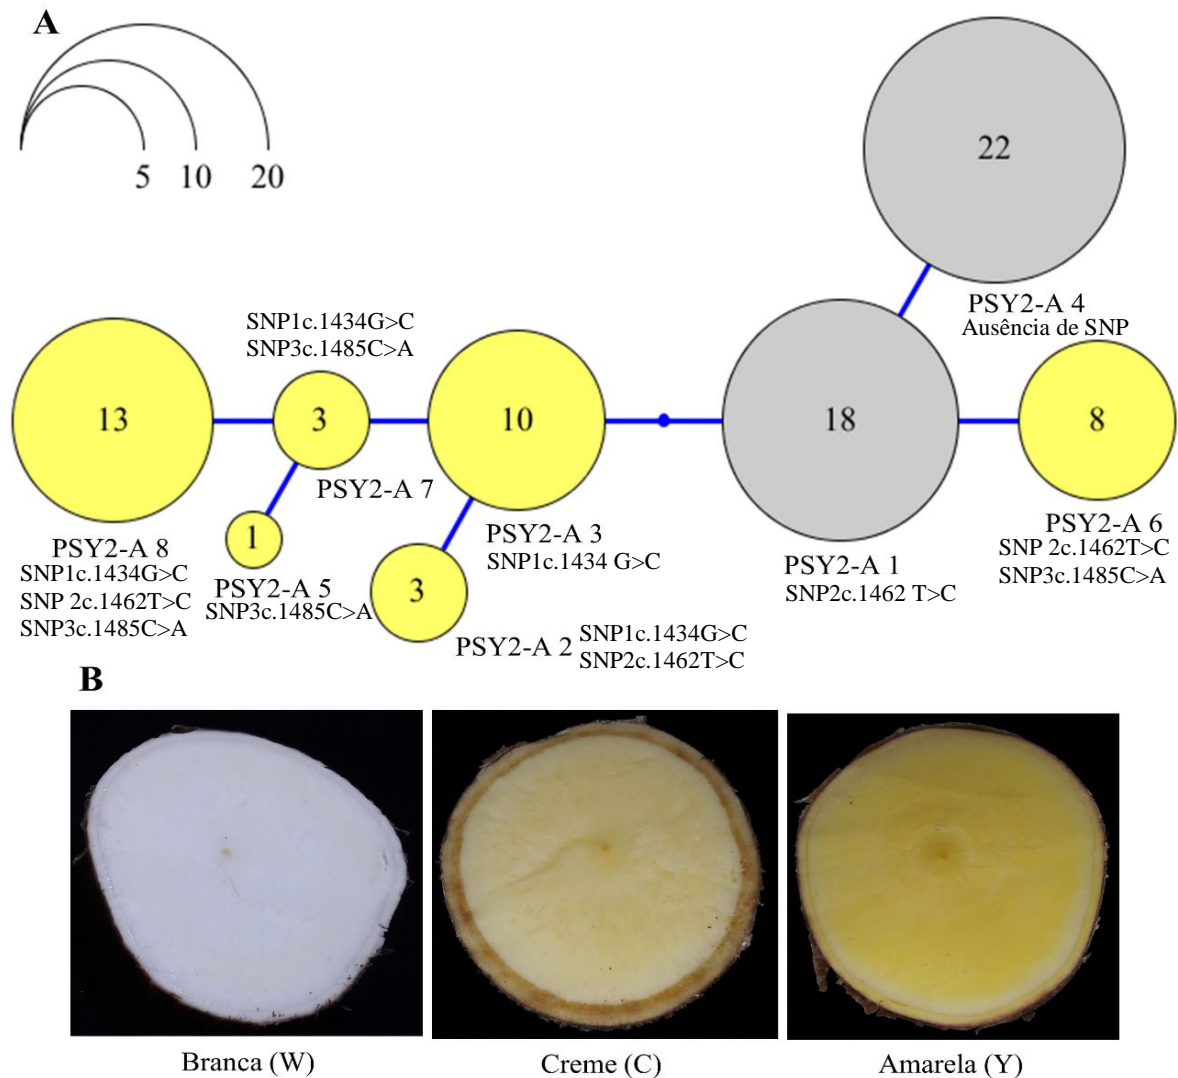 A
5 10 20
22
PSY2-A 4
Ausência de SNP
SNP1c.1434G>C
SNP3c.1485C>A
13
3
10
18
8
PSY2-A 7
1
PSY2-A 3
SNP1c.1434 G>C
PSY2-A 6
SNP 2c.1462T>C
SNP3c.1485C>A
PSY2-A 8
SNP1c.1434G>C
SNP 2c.1462T>C
SNP3c.1485C>A
PSY2-A 5
SNP3c.1485C>A
3
PSY2-A 1
SNP2c.1462 T>C
PSY2-A 2
SNP1c.1434G>C
SNP2c.1462T>C
B
Branca (W)
Creme (C)
Amarela (Y)